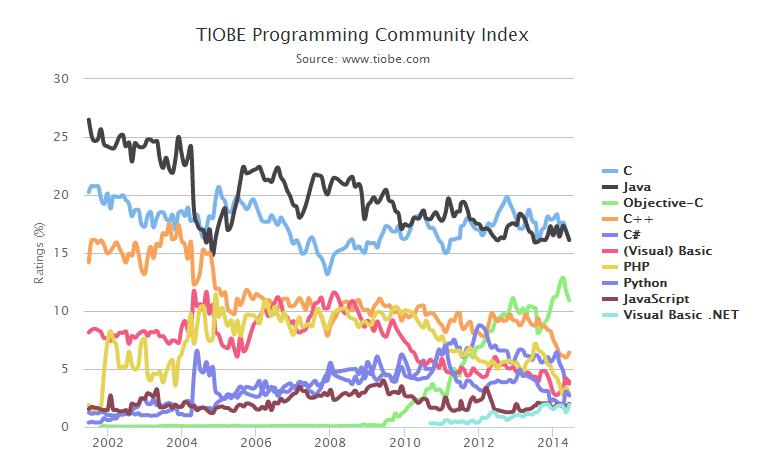 TIOBE Programming Community Index
Source: www.tiobe.com
Ratings (%)
30
25
20
15
10
5
0
2002 2004 2006 2008 2010 2012 2014
C
Java
Objective-C
C++
C#
(Visual) Basic
PHP
Python
JavaScript
Visual Basic .NET